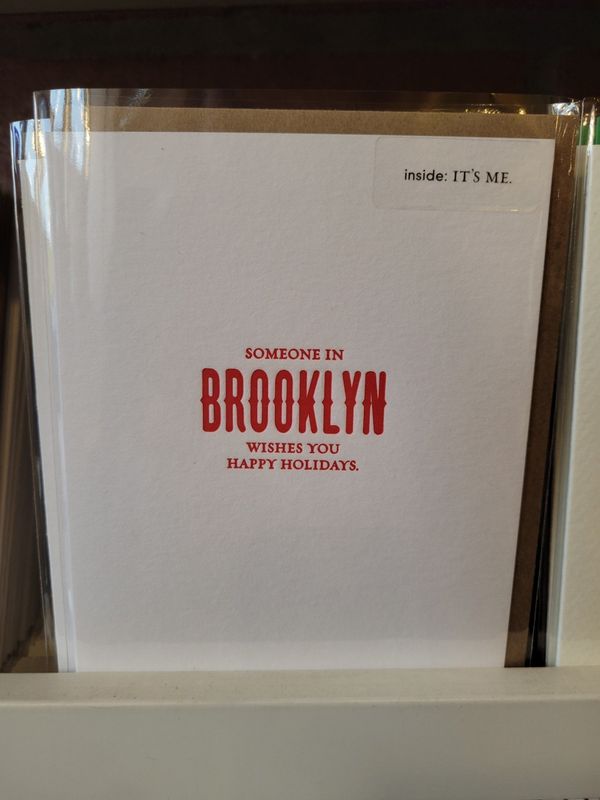 inside: IT'S ME.
SOMEONE IN
BROOKLYN
WISHES YOU
HAPPY HOLIDAYS.